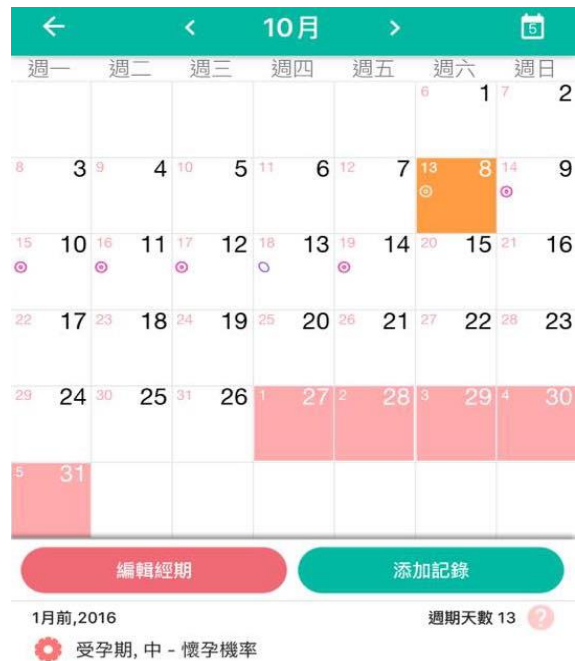 10月
5
週一 週二 週三 週四 週五 週六 週日
6 1 7 2
8 3 9 4 10 5 11 6 12 7 13 8 14 9
15 10 16 11 17 12 18 13 19 14 20 15 21 16
22 17 23 18 24 19 25 20 26 21 27 22 28 23
29 24 30 25 31 26 1 27 2 28 3 29 4 30
5 31
編輯經期 添加記錄
1月前,2016 週期天數 13 ?
受孕期, 中 - 懷孕機率